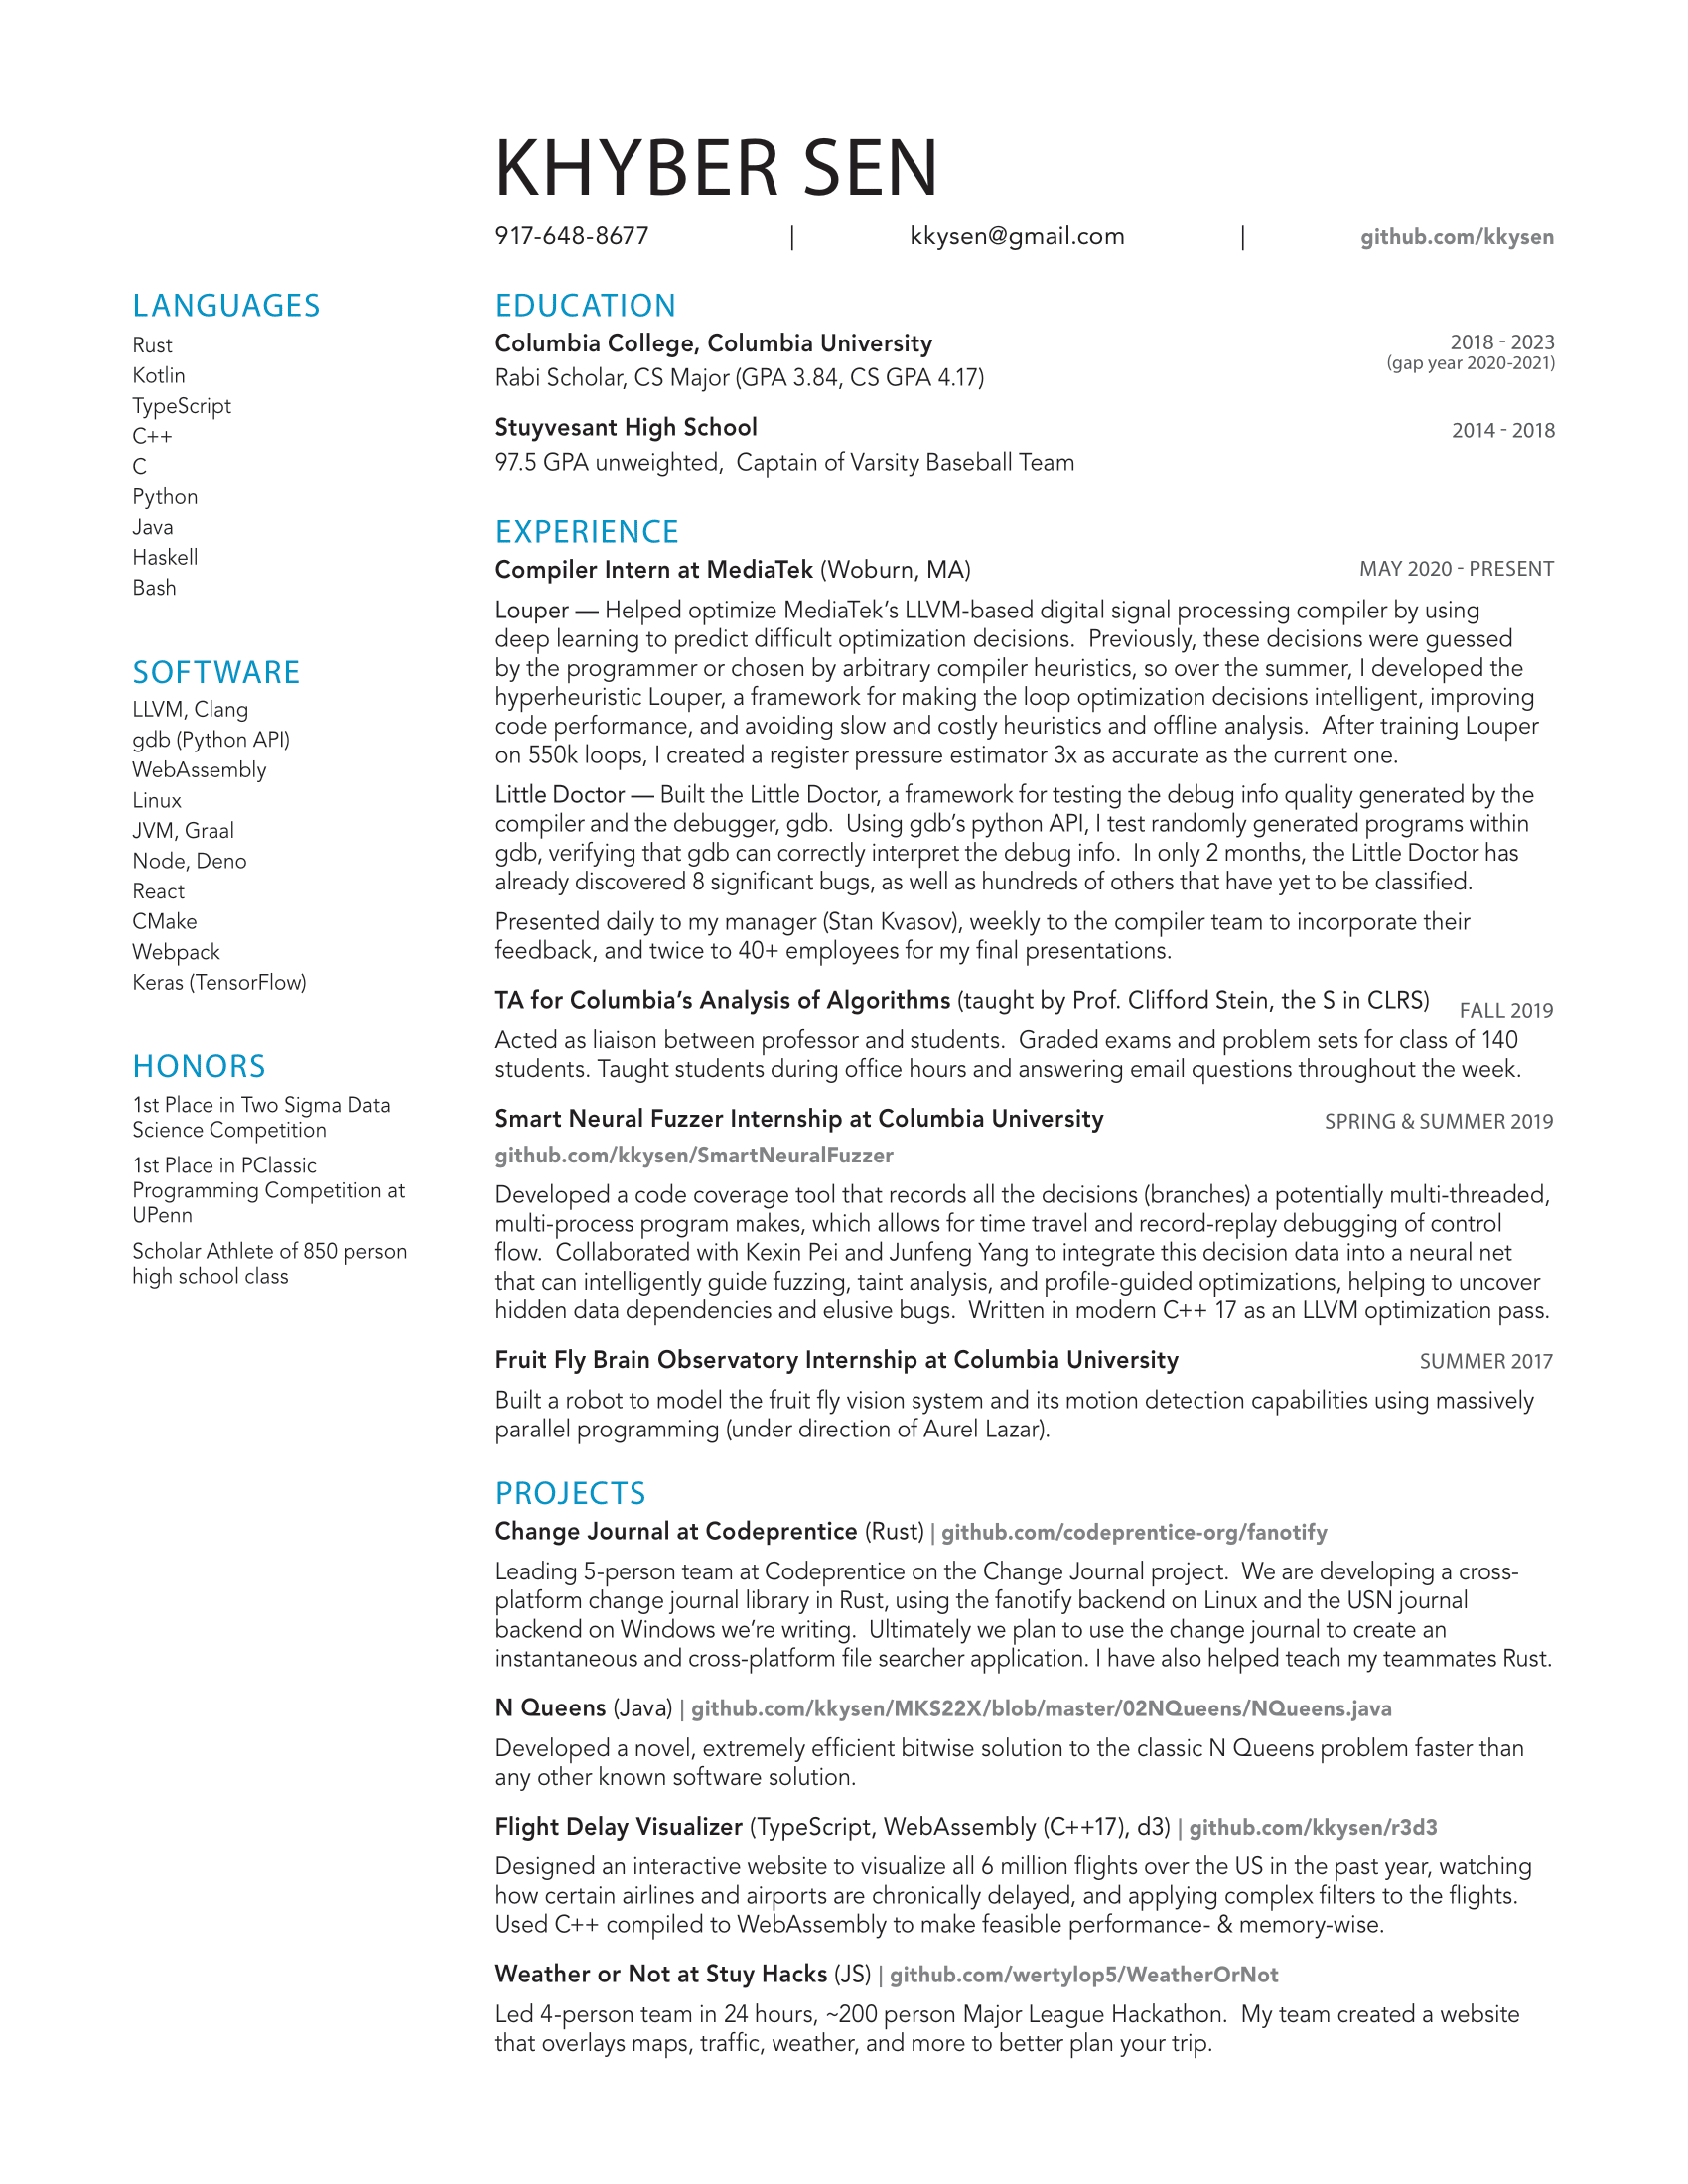 KHYBER SEN
917-648-8677 | kkysen@gmail.com | github.com/kkysen
LANGUAGES
Rust
Kotlin
TypeScript
C++
C
Python
Java
Haskell
Bash
SOFTWARE
LLVM, Clang
gdb (Python API)
WebAssembly
Linux
JVM, Graal
Node, Deno
React
CMake
Webpack
Keras (TensorFlow)
HONORS
1st Place in Two Sigma Data
Science Competition
1st Place in PClassic
Programming Competition at
UPenn
Scholar Athlete of 850 person
high school class
EDUCATION
Columbia College, Columbia University 2018 - 2023
(gap year 2020-2021)
Rabi Scholar, CS Major (GPA 3.84, CS GPA 4.17)
Stuyvesant High School 2014 - 2018
97.5 GPA unweighted, Captain of Varsity Baseball Team
EXPERIENCE
Compiler Intern at MediaTek (Woburn, MA) MAY 2020 - PRESENT
Louper — Helped optimize MediaTek’s LLVM-based digital signal processing compiler by using
deep learning to predict difficult optimization decisions. Previously, these decisions were guessed
by the programmer or chosen by arbitrary compiler heuristics, so over the summer, I developed the
hyperheuristic Louper, a framework for making the loop optimization decisions intelligent, improving
code performance, and avoiding slow and costly heuristics and offline analysis. After training Louper
on 550k loops, I created a register pressure estimator 3x as accurate as the current one.
Little Doctor — Built the Little Doctor, a framework for testing the debug info quality generated by the
compiler and the debugger, gdb. Using gdb’s python API, I test randomly generated programs within
gdb, verifying that gdb can correctly interpret the debug info. In only 2 months, the Little Doctor has
already discovered 8 significant bugs, as well as hundreds of others that have yet to be classified.
Presented daily to my manager (Stan Kvasov), weekly to the compiler team to incorporate their
feedback, and twice to 40+ employees for my final presentations.
TA for Columbia’s Analysis of Algorithms (taught by Prof. Clifford Stein, the S in CLRS) FALL 2019
Acted as liaison between professor and students. Graded exams and problem sets for class of 140
students. Taught students during office hours and answering email questions throughout the week.
Smart Neural Fuzzer Internship at Columbia University SPRING & SUMMER 2019
github.com/kkysen/SmartNeuralFuzzer
Developed a code coverage tool that records all the decisions (branches) a potentially multi-threaded,
multi-process program makes, which allows for time travel and record-replay debugging of control
flow. Collaborated with Kexin Pei and Junfeng Yang to integrate this decision data into a neural net
that can intelligently guide fuzzing, taint analysis, and profile-guided optimizations, helping to uncover
hidden data dependencies and elusive bugs. Written in modern C++ 17 as an LLVM optimization pass.
Fruit Fly Brain Observatory Internship at Columbia University SUMMER 2017
Built a robot to model the fruit fly vision system and its motion detection capabilities using massively
parallel programming (under direction of Aurel Lazar).
PROJECTS
Change Journal at Codeprentice (Rust) | github.com/codeprentice-org/fanotify
Leading 5-person team at Codeprentice on the Change Journal project. We are developing a cross-
platform change journal library in Rust, using the fanotify backend on Linux and the USN journal
backend on Windows we’re writing. Ultimately we plan to use the change journal to create an
instantaneous and cross-platform file searcher application. I have also helped teach my teammates Rust.
N Queens (Java) | github.com/kkysen/MKS22X/blob/master/02NQueens/NQueens.java
Developed a novel, extremely efficient bitwise solution to the classic N Queens problem faster than
any other known software solution.
Flight Delay Visualizer (TypeScript, WebAssembly (C++17), d3) | github.com/kkysen/r3d3
Designed an interactive website to visualize all 6 million flights over the US in the past year, watching
how certain airlines and airports are chronically delayed, and applying complex filters to the flights.
Used C++ compiled to WebAssembly to make feasible performance- & memory-wise.
Weather or Not at Stuy Hacks (JS) | github.com/wertylop5/WeatherOrNot
Led 4-person team in 24 hours, ~200 person Major League Hackathon. My team created a website
that overlays maps, traffic, weather, and more to better plan your trip.